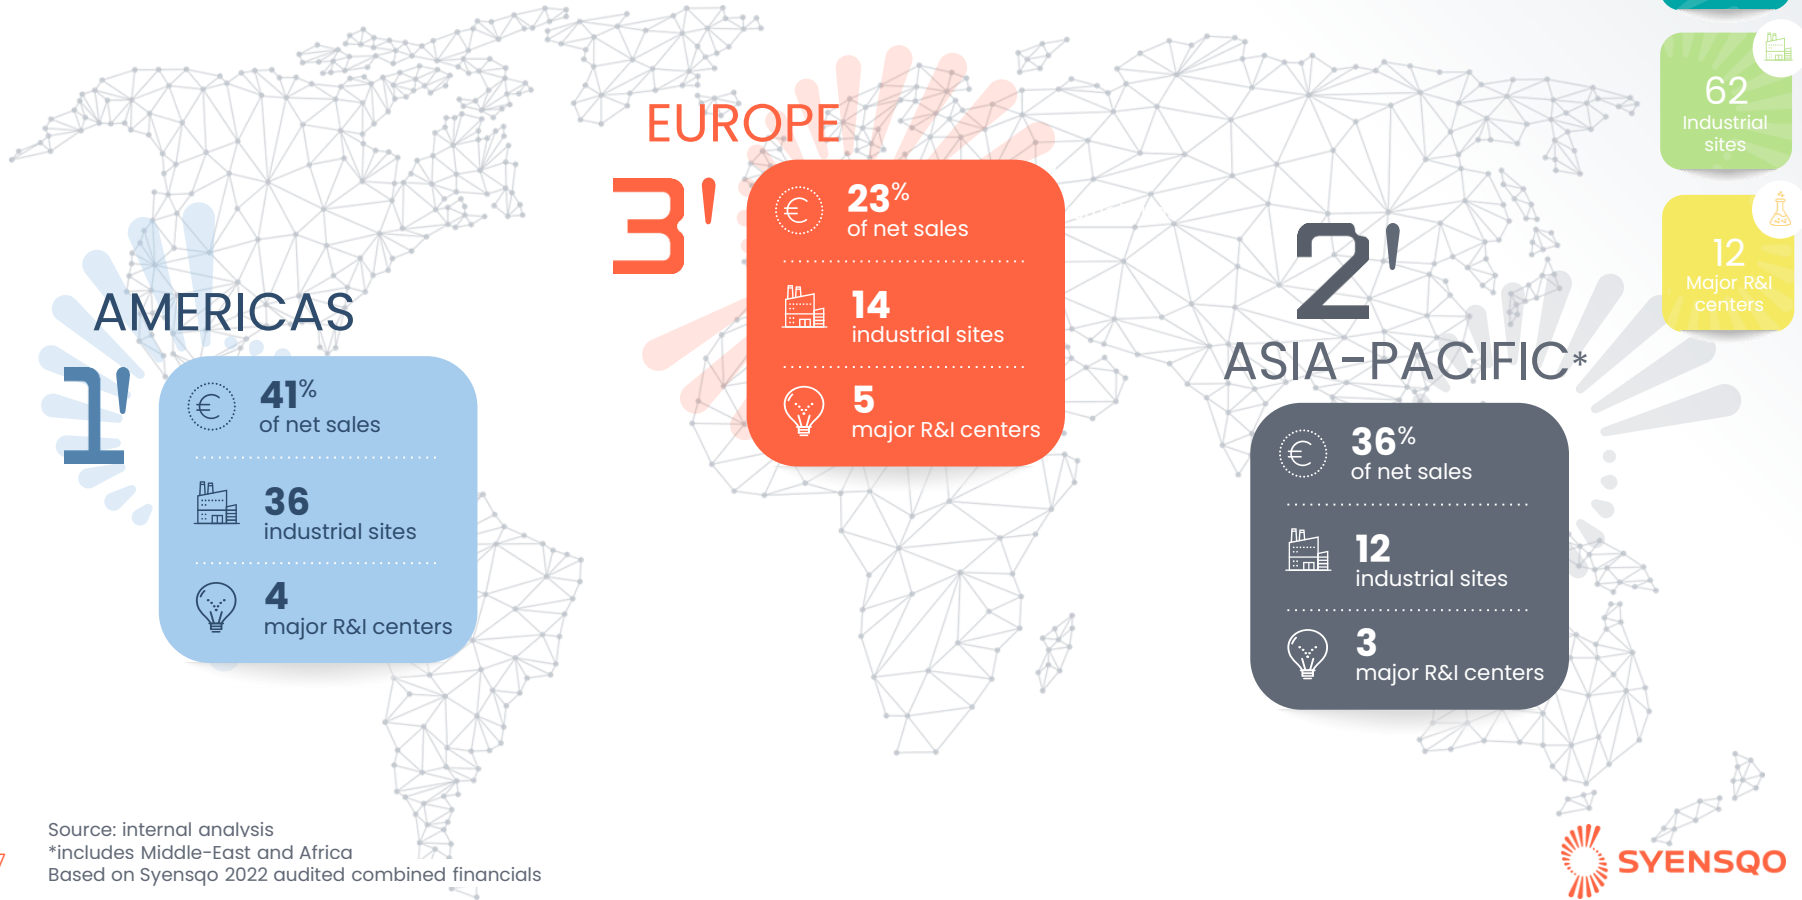 EUROPE
3'
23%
of net sales
14
industrial sites
5
major R&I centers
AMERICAS
1'
41%
of net sales
36
industrial sites
4
major R&I centers
2'
ASIA-PACIFIC*
36%
of net sales
12
industrial sites
3
major R&I centers
62
Industrial
sites
12
Major R&I
centers
Source: internal analysis
*includes Middle-East and Africa
Based on Syensqo 2022 audited combined financials
7
SYENSQO